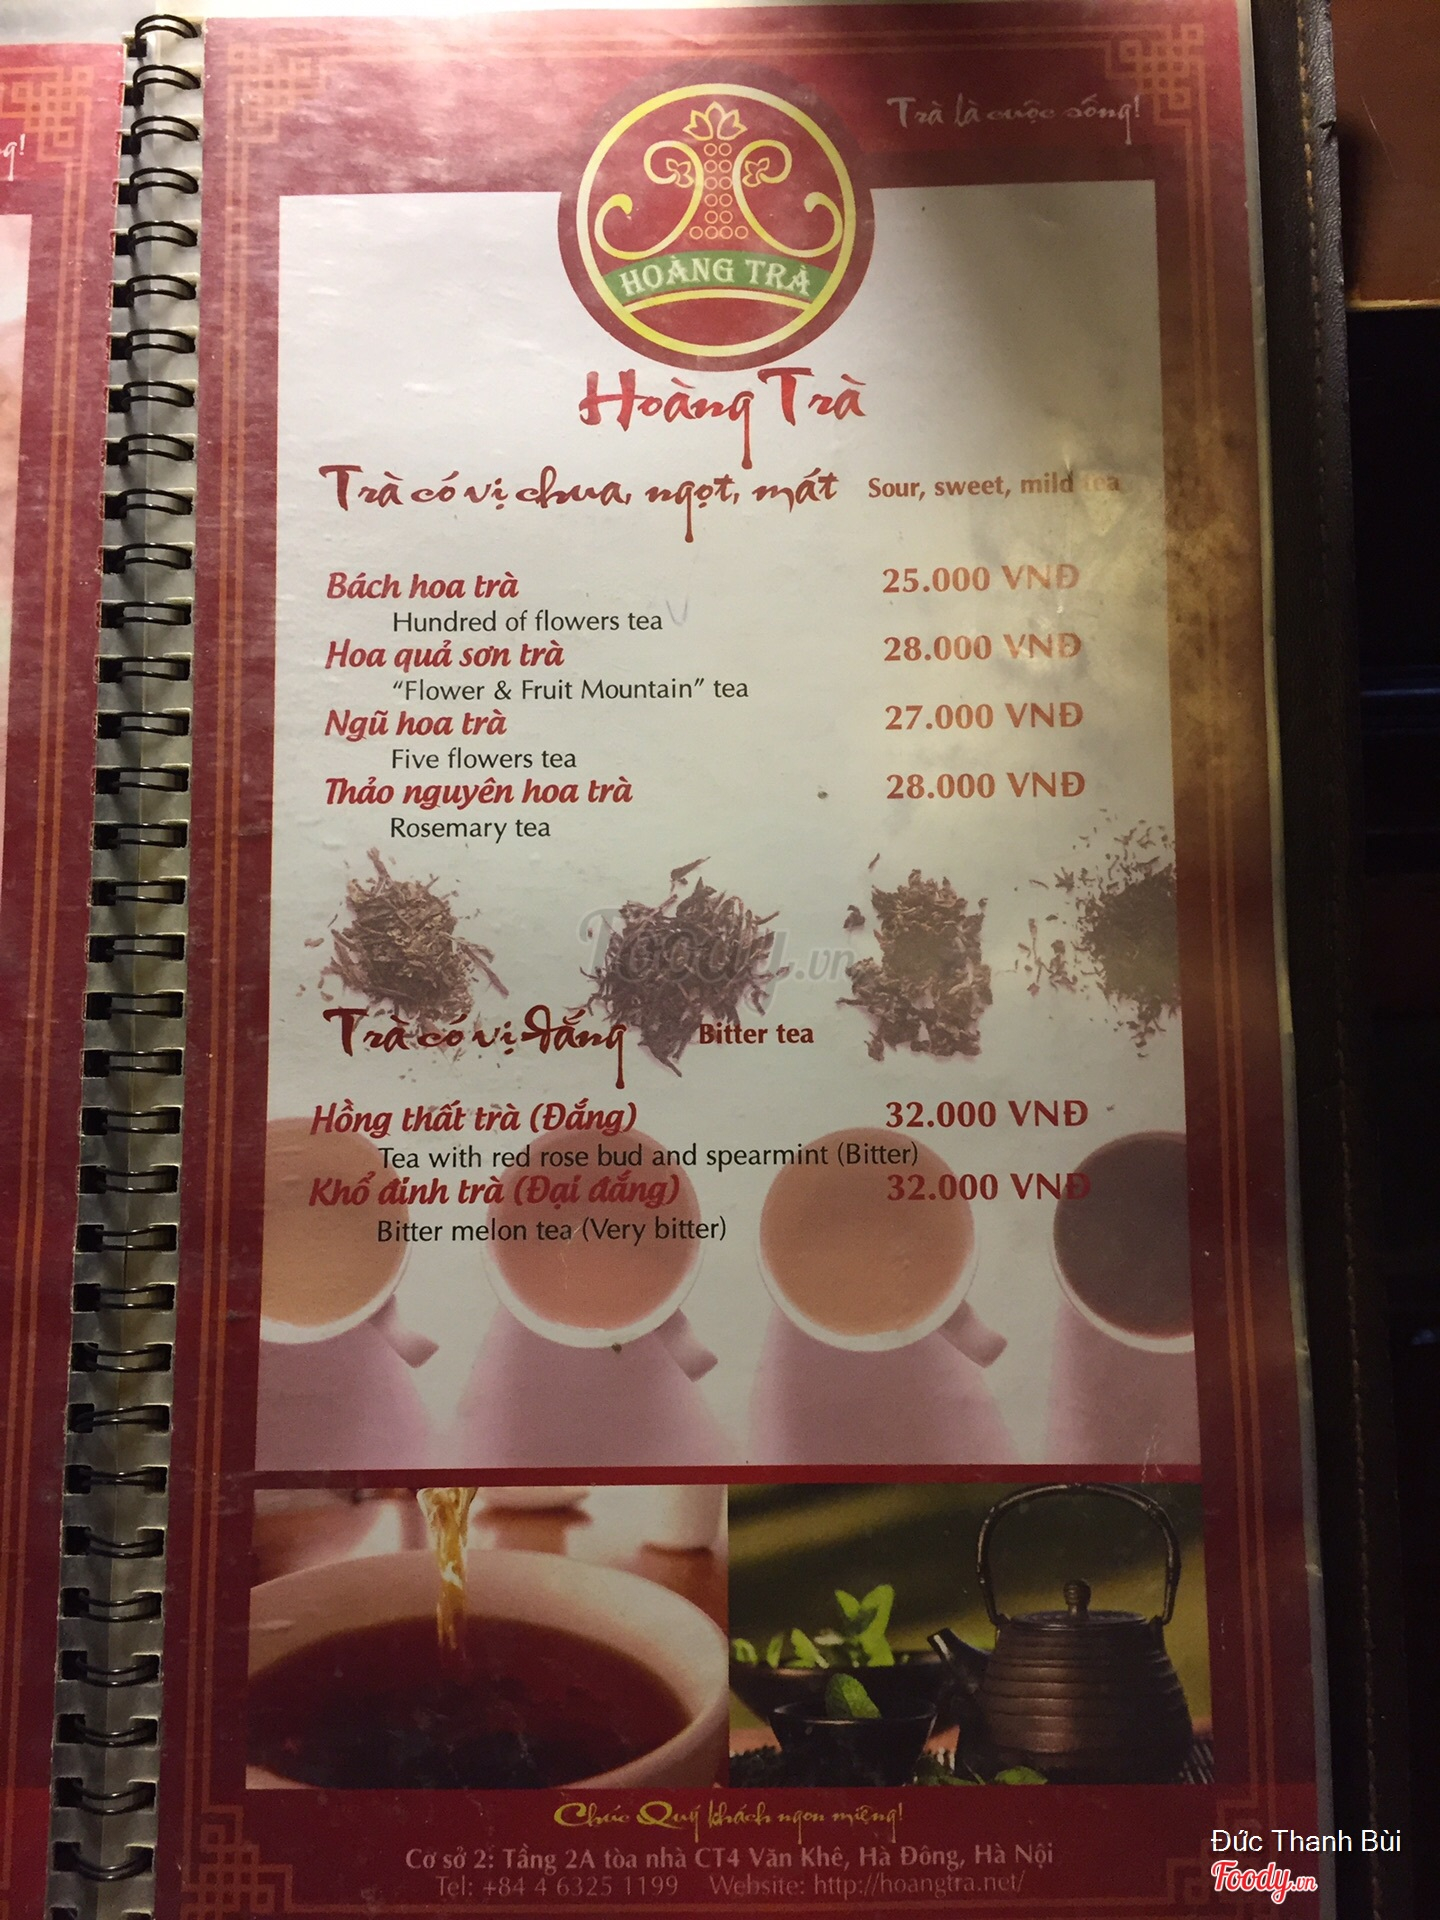 g!
Trà là cuộc sống!
HOÀNG TRÀ
Hoàng Trà
Trà có vị chua, ngọt, mát Sour, sweet, mild tea
Bách hoa trà 25.000 VNĐ
Hundred of flowers tea
Hoa quả sơn trà 28.000 VNĐ
“Flower & Fruit Mountain” tea
Ngũ hoa trà 27.000 VNĐ
Five flowers tea
Thảo nguyên hoa trà 28.000 VNĐ
Rosemary tea
Foody.vn
Trà có vị đắng Bitter tea
Hồng thất trà (Đắng) 32.000 VNĐ
Tea with red rose bud and spearmint (Bitter)
Khổ đinh trà (Đại đắng) 32.000 VNĐ
Bitter melon tea (Very bitter)
Chúc Quý khách ngon miệng!
Cơ sở 2: Tầng 2A tòa nhà CT4 Văn Khê, Hà Đông, Hà Nội
Tel: +84 4 6325 1199 Website: http://hoangtra.net/
Đức Thanh Bùi
Foody.vn